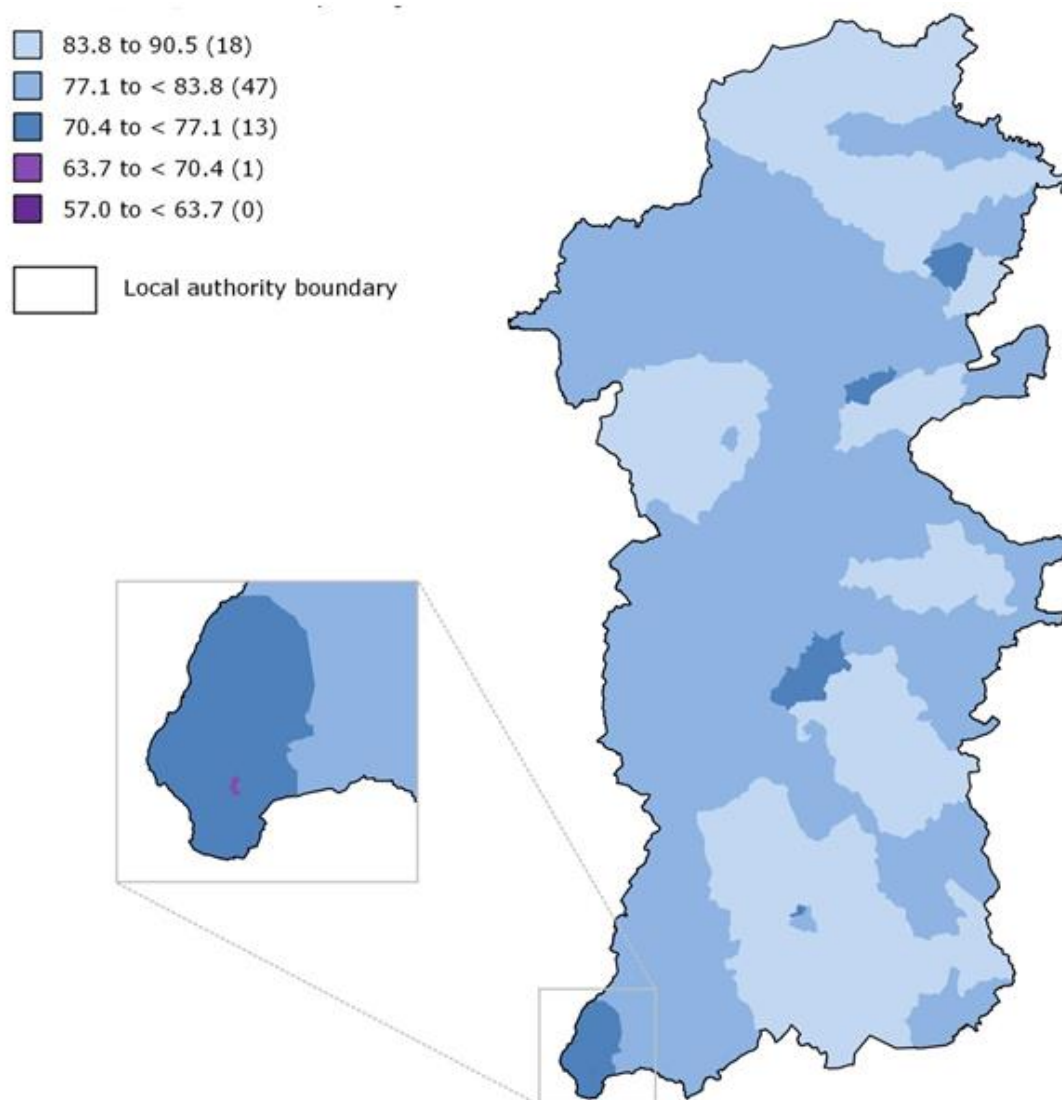 83.8 to 90.5 (18)
77.1 to < 83.8 (47)
70.4 to < 77.1 (13)
63.7 to < 70.4 (1)
57.0 to < 63.7 (0)
Local authority boundary